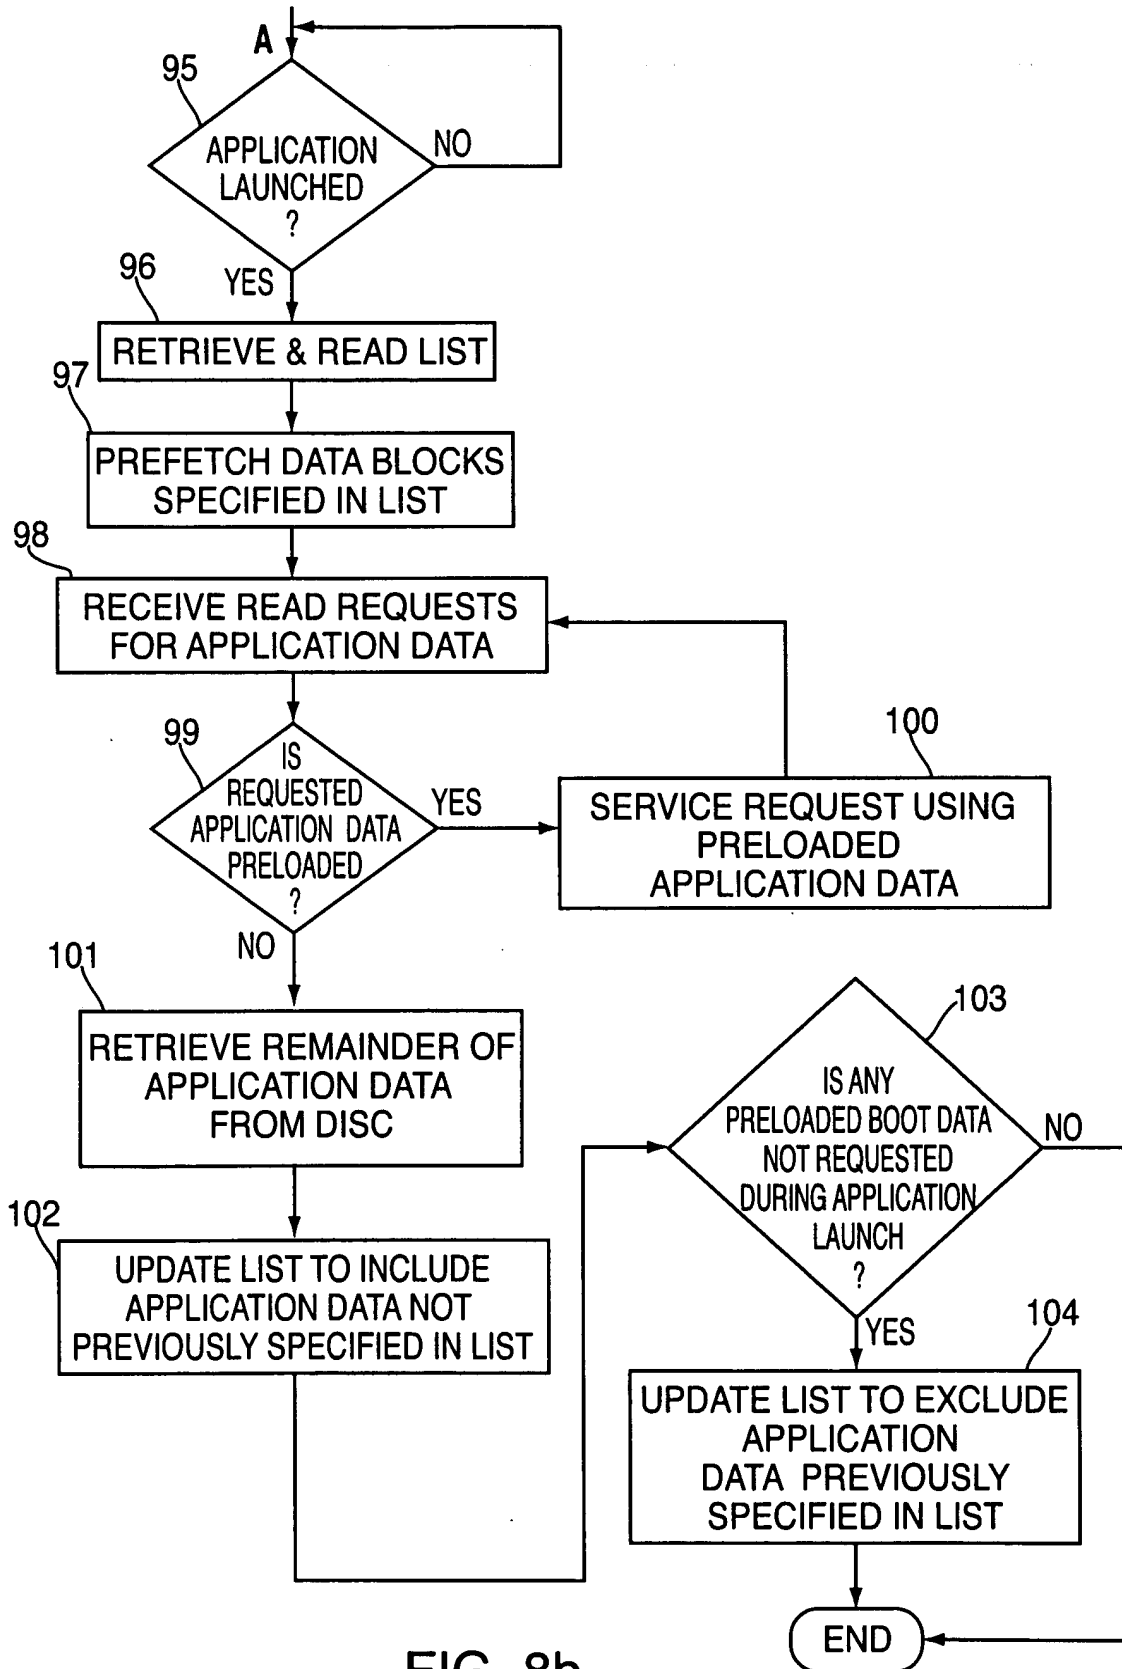 A
95
APPLICATION
LAUNCHED
?
NO
YES
96
RETRIEVE & READ LIST
97
PREFETCH DATA BLOCKS
SPECIFIED IN LIST
98
RECEIVE READ REQUESTS
FOR APPLICATION DATA
99
IS
REQUESTED
APPLICATION DATA
PRELOADED
?
YES
100
SERVICE REQUEST USING
PRELOADED
APPLICATION DATA
NO
101
RETRIEVE REMAINDER OF
APPLICATION DATA
FROM DISC
102
UPDATE LIST TO INCLUDE
APPLICATION DATA NOT
PREVIOUSLY SPECIFIED IN LIST
103
IS ANY
PRELOADED BOOT DATA
NOT REQUESTED
DURING APPLICATION
LAUNCH
?
NO
YES
104
UPDATE LIST TO EXCLUDE
APPLICATION
DATA PREVIOUSLY
SPECIFIED IN LIST
END
FIG. 8b